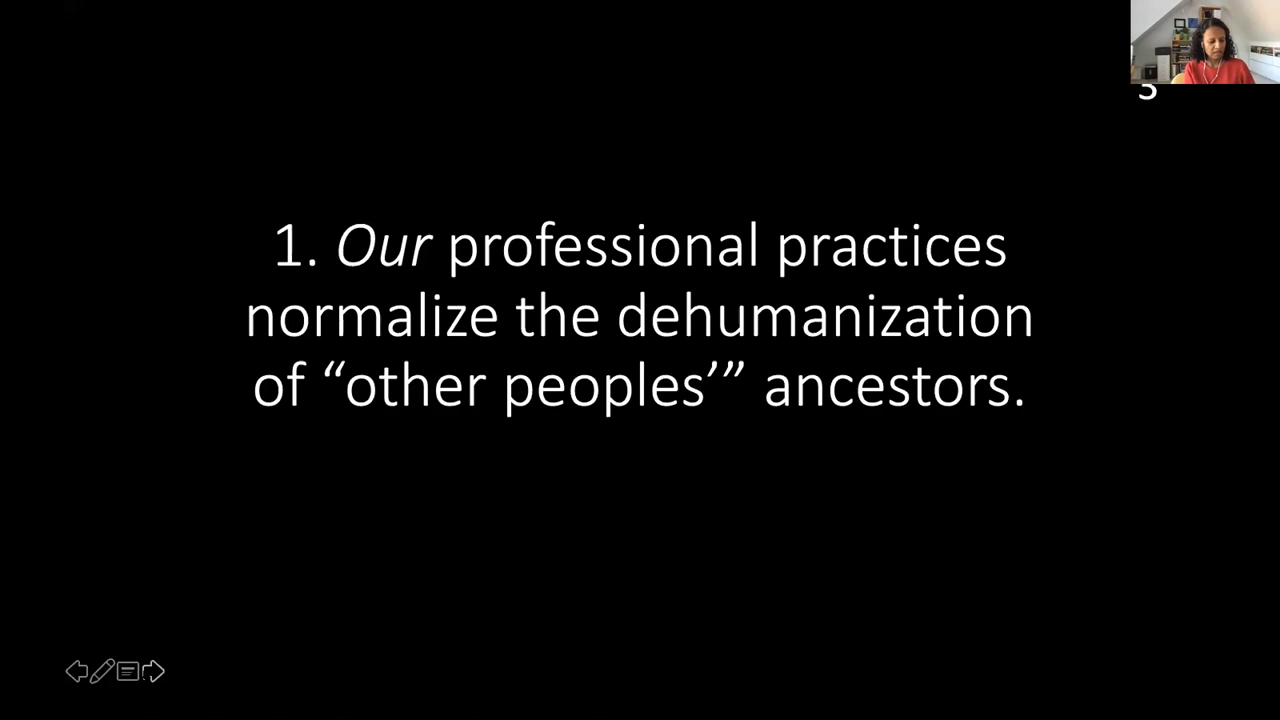 1. Our professional practices
normalize the dehumanization
of “other peoples’” ancestors.